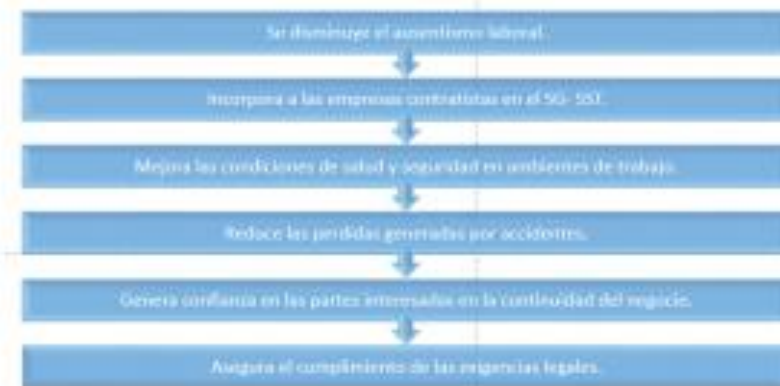 Se disminuye el ausentismo laboral.
Incorpora a las empresas contratistas en el SG- SST.
Mejora las condiciones de salud y seguridad en ambientes de trabajo.
Reduce las perdidas generadas por accidentes.
Genera confianza en las partes interesadas en la continuidad del negocio.
Asegura el cumplimiento de las exigencias legales.